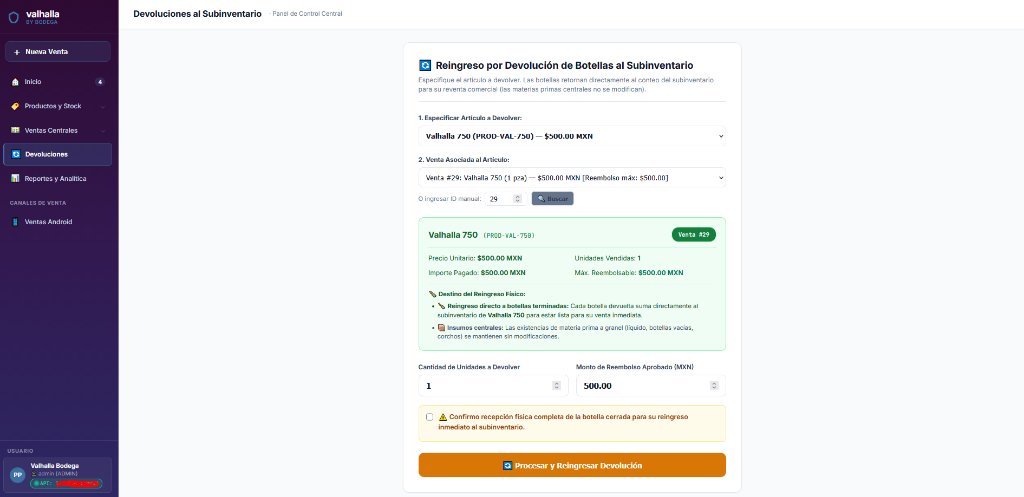 valhalla
BY BODEGA
+ Nueva Venta
Inicio 4
Productos y Stock
Ventas Centrales
Devoluciones
Reportes y Analítica
CANALES DE VENTA
Ventas Android
USUARIO
PP
Valhalla Bodega
admin (ADMIN)
API:
Devoluciones al Subinventario
Panel de Control Central
Reingreso por Devolución de Botellas al Subinventario
Especifique el artículo a devolver. Las botellas retornan directamente al conteo del subinventario
para su reventa comercial (las materias primas centrales no se modifican).
1. Especificar Artículo a Devolver:
Valhalla 750 (PROD-VAL-750) — $500.00 MXN
2. Venta Asociada al Artículo:
Venta #29: Valhalla 750 (1 pza) — $500.00 MXN [Reembolso máx: $500.00]
O ingresar ID manual: 29 Buscar
Valhalla 750 (PROD-VAL-750) Venta #29
Precio Unitario: $500.00 MXN Unidades Vendidas: 1
Importe Pagado: $500.00 MXN Máx. Reembolsable: $500.00 MXN
Destino del Reingreso Físico:
• Reingreso directo a botellas terminadas: Cada botella devuelta suma directamente al
subinventario de Valhalla 750 para estar lista para su venta inmediata.
• Insumos centrales: Las existencias de materia prima a granel (líquido, botellas vacías,
corchos) se mantienen sin modificaciones.
Cantidad de Unidades a Devolver Monto de Reembolso Aprobado (MXN)
1 500.00
Confirmo recepción física completa de la botella cerrada para su reingreso
inmediato al subinventario.
Procesar y Reingresar Devolución